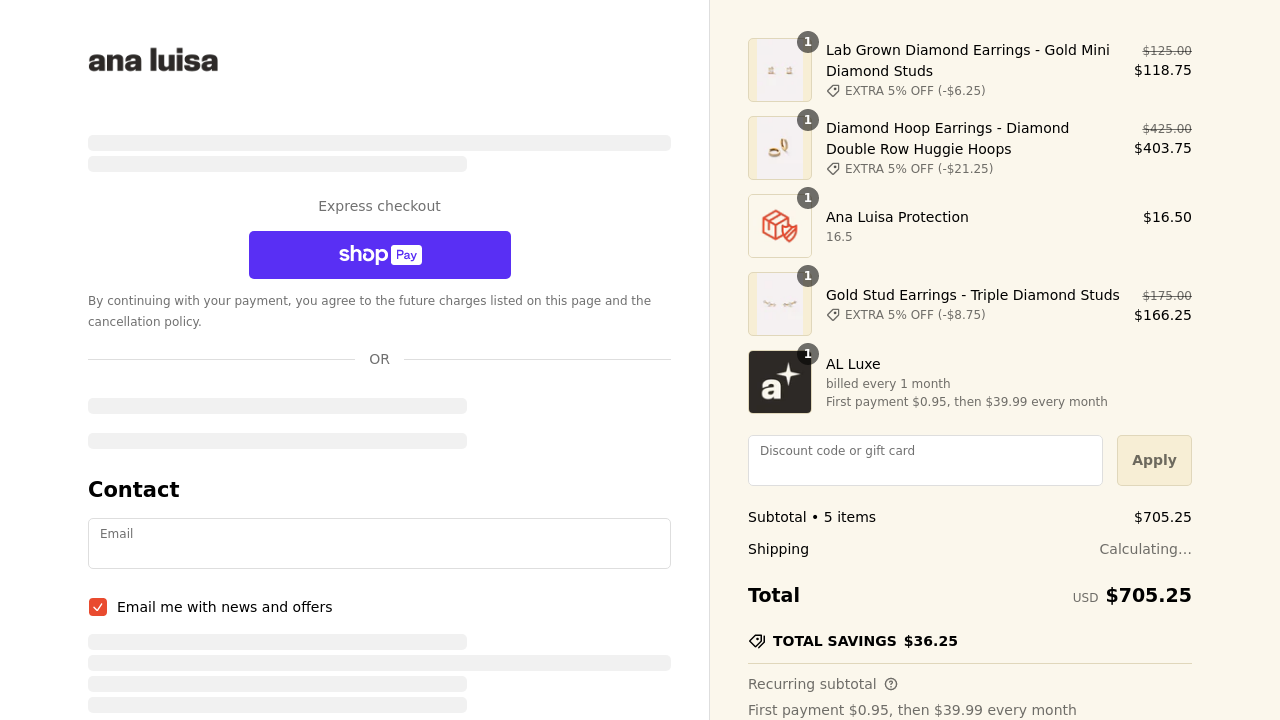 ana luisa
Express checkout
shop Pay
By continuing with your payment, you agree to the future charges listed on this page and the
cancellation policy.
OR
Contact
Email
Email me with news and offers
1
Lab Grown Diamond Earrings - Gold Mini
Diamond Studs
EXTRA 5% OFF (-$6.25)
$125.00
$118.75
1
Diamond Hoop Earrings - Diamond
Double Row Huggie Hoops
EXTRA 5% OFF (-$21.25)
$425.00
$403.75
1
Ana Luisa Protection
16.5
$16.50
1
Gold Stud Earrings - Triple Diamond Studs
EXTRA 5% OFF (-$8.75)
$175.00
$166.25
a
1
AL Luxe
billed every 1 month
First payment $0.95, then $39.99 every month
Discount code or gift card
Apply
Subtotal • 5 items $705.25
Shipping Calculating...
Total USD $705.25
TOTAL SAVINGS $36.25
Recurring subtotal
First payment $0.95, then $39.99 every month